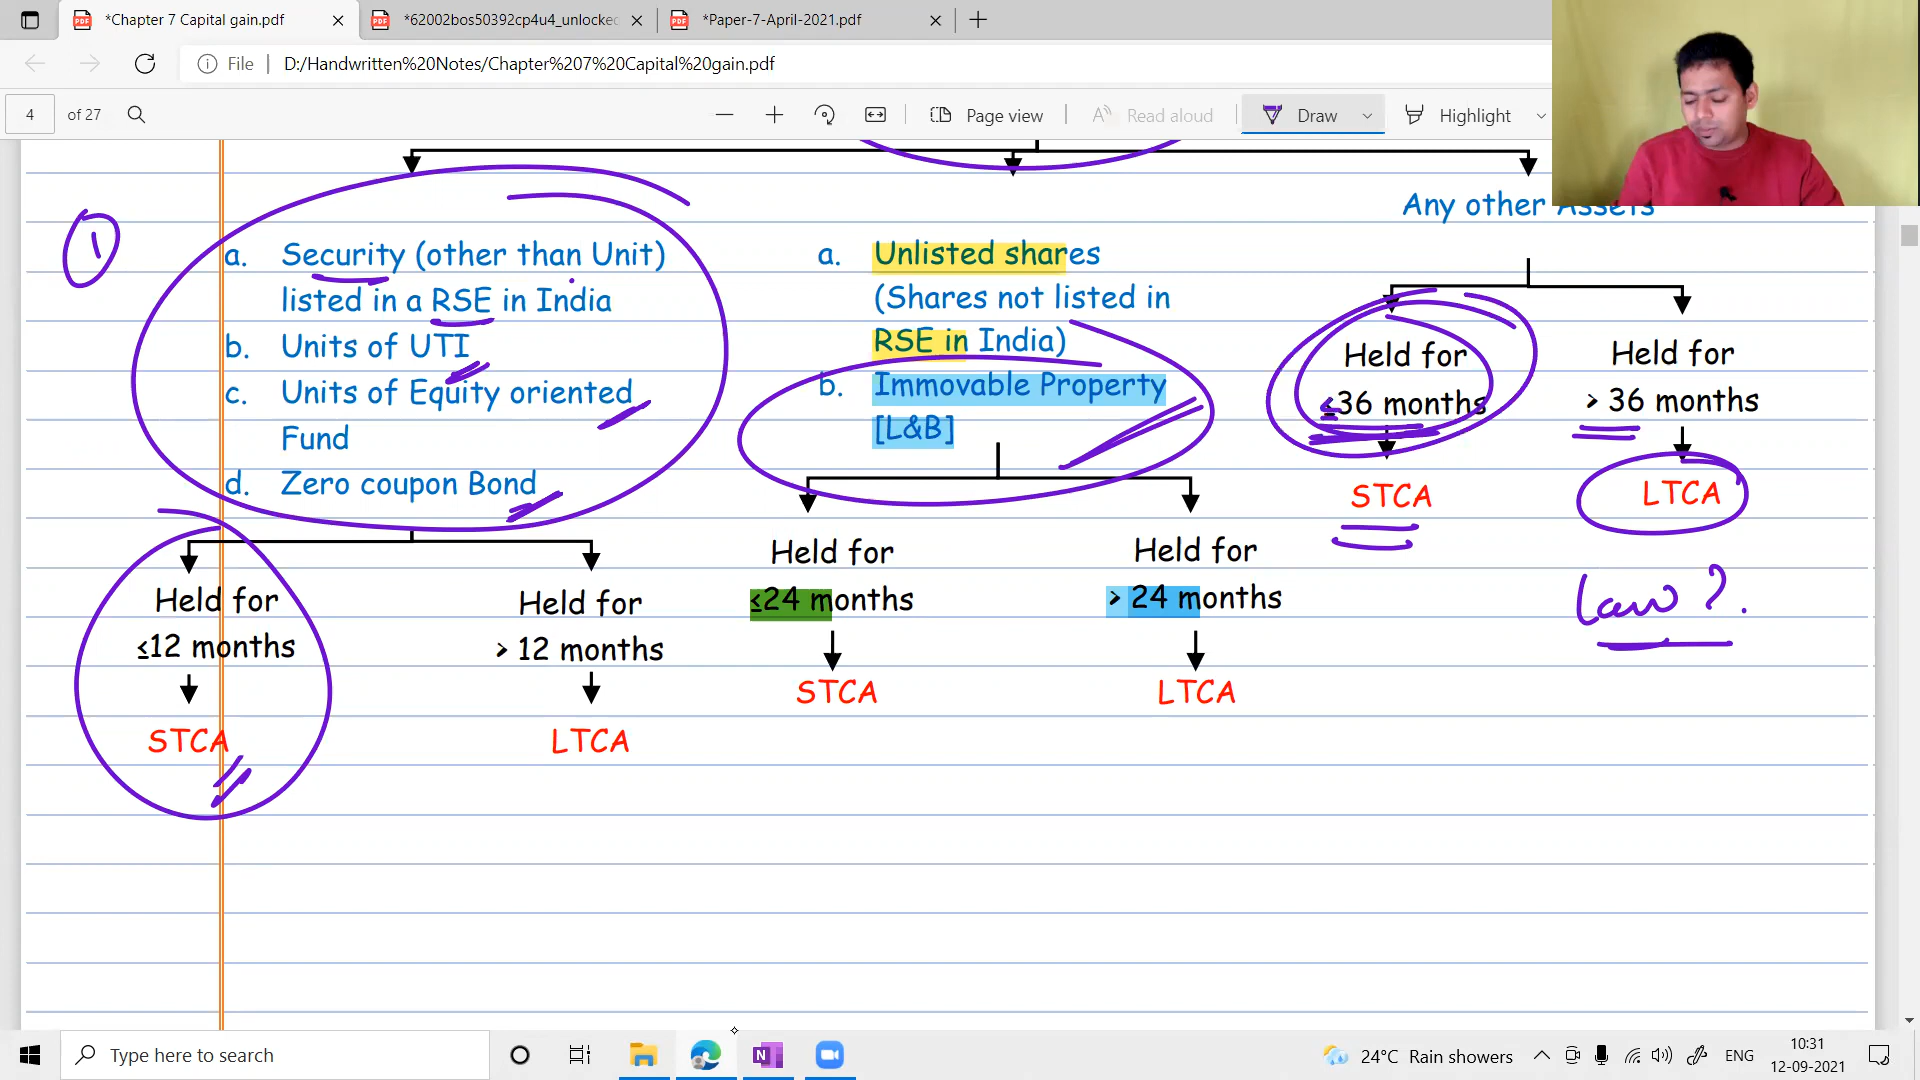 *Chapter 7 Capital gain.pdf
*62002bos50392cp4u4_unlocked
*Paper-7-April-2021.pdf
File | D:/Handwritten%20Notes/Chapter%207%20Capital%20gain.pdf
4 of 27
Page view
Read aloud
Draw
Highlight
1
a. Security (other than Unit)
listed in a RSE in India
b. Units of UTI
c. Units of Equity oriented
Fund
d. Zero coupon Bond
Held for
≤12 months
STCA
Held for
> 12 months
LTCA
a. Unlisted shares
(Shares not listed in
RSE in India)
b. Immovable Property
[L&B]
Held for
≤24 months
STCA
Held for
> 24 months
LTCA
Any other Assets
Held for
≤36 months
STCA
Held for
> 36 months
LTCA
Law ?.
Type here to search
24°C Rain showers
ENG
10:31
12-09-2021